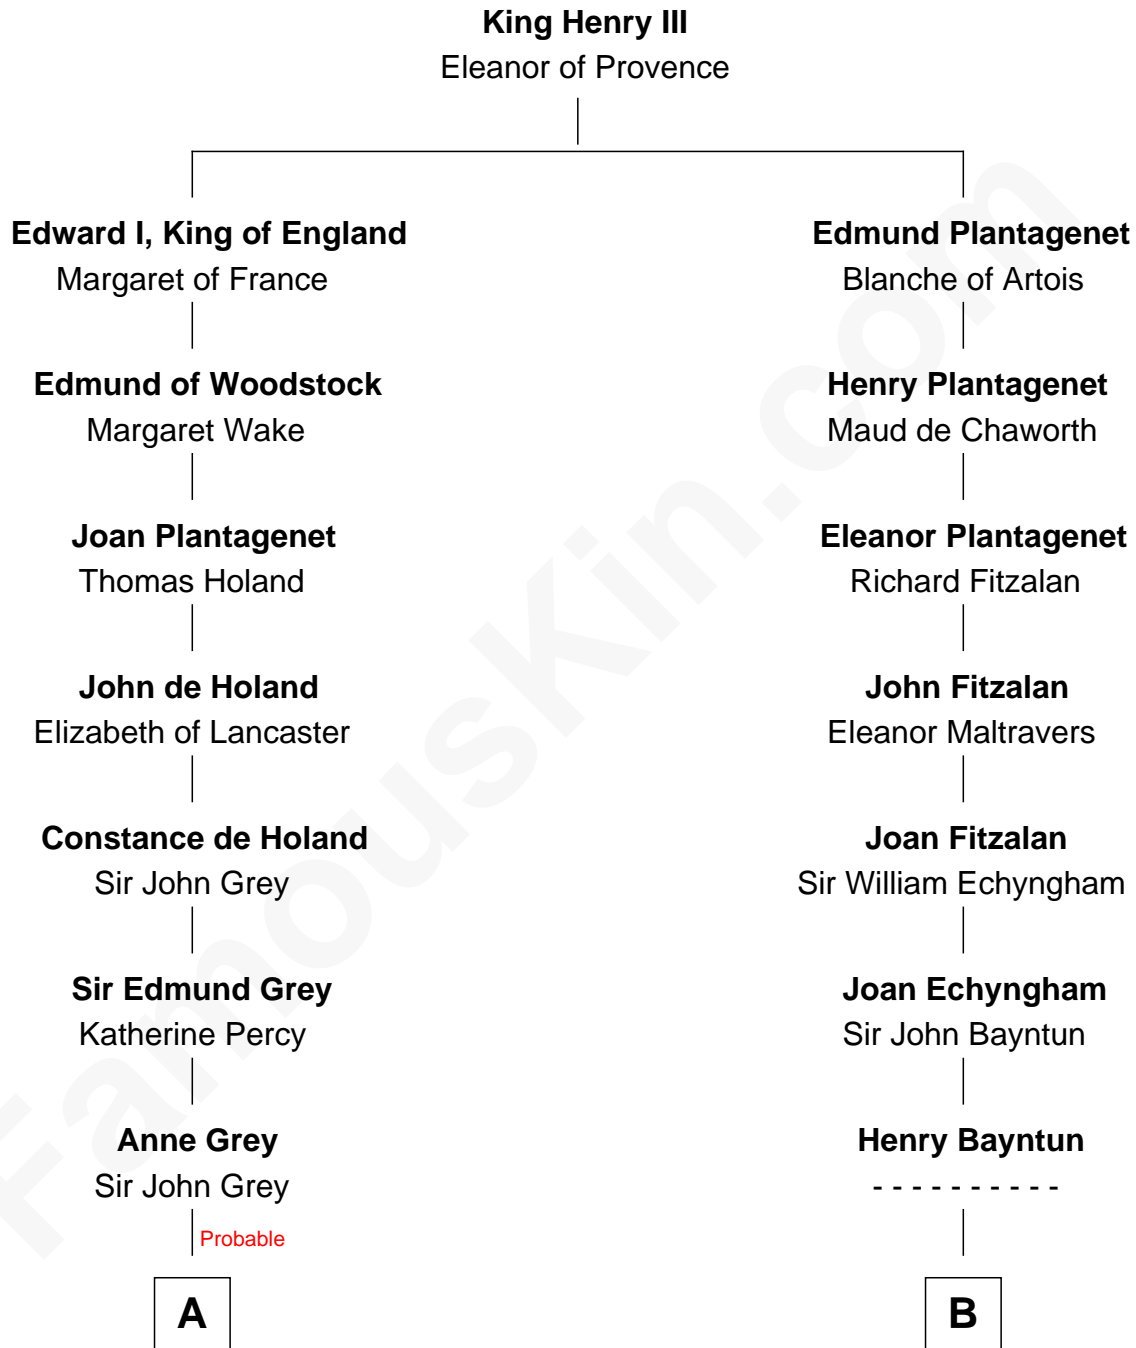 King Henry III
Eleanor of Provence
Edward I, King of England
Margaret of France
Edmund of Woodstock
Margaret Wake
Joan Plantagenet
Thomas Holand
John de Holand
Elizabeth of Lancaster
Constance de Holand
Sir John Grey
Sir Edmund Grey
Katherine Percy
Anne Grey
Sir John Grey
Probable
A
Edmund Plantagenet
Blanche of Artois
Henry Plantagenet
Maud de Chaworth
Eleanor Plantagenet
Richard Fitzalan
John Fitzalan
Eleanor Maltravers
Joan Fitzalan
Sir William Echyngham
Joan Echyngham
Sir John Bayntun
Henry Bayntun
- - - - - - - - - -
B
FamousKin.com